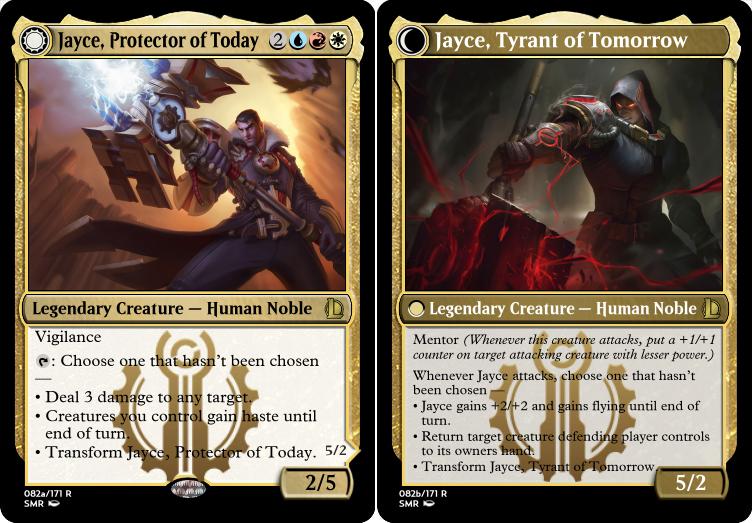 Jayce, Protector of Today 2
Legendary Creature — Human Noble
Vigilance
: Choose one that hasn't been chosen
—
• Deal 3 damage to any target.
• Creatures you control gain haste until
end of turn.
• Transform Jayce, Protector of Today.
5/2
2/5
082a/171 R
SMR
Jayce, Tyrant of Tomorrow
Legendary Creature — Human Noble
Mentor (Whenever this creature attacks, put a +1/+1
counter on target attacking creature with lesser power.)
Whenever Jayce attacks, choose one that hasn't
been chosen —
• Jayce gains +2/+2 and gains flying until end of
turn.
• Return target creature defending player controls
to its owners hand.
• Transform Jayce, Tyrant of Tomorrow.
5/2
082b/171 R
SMR